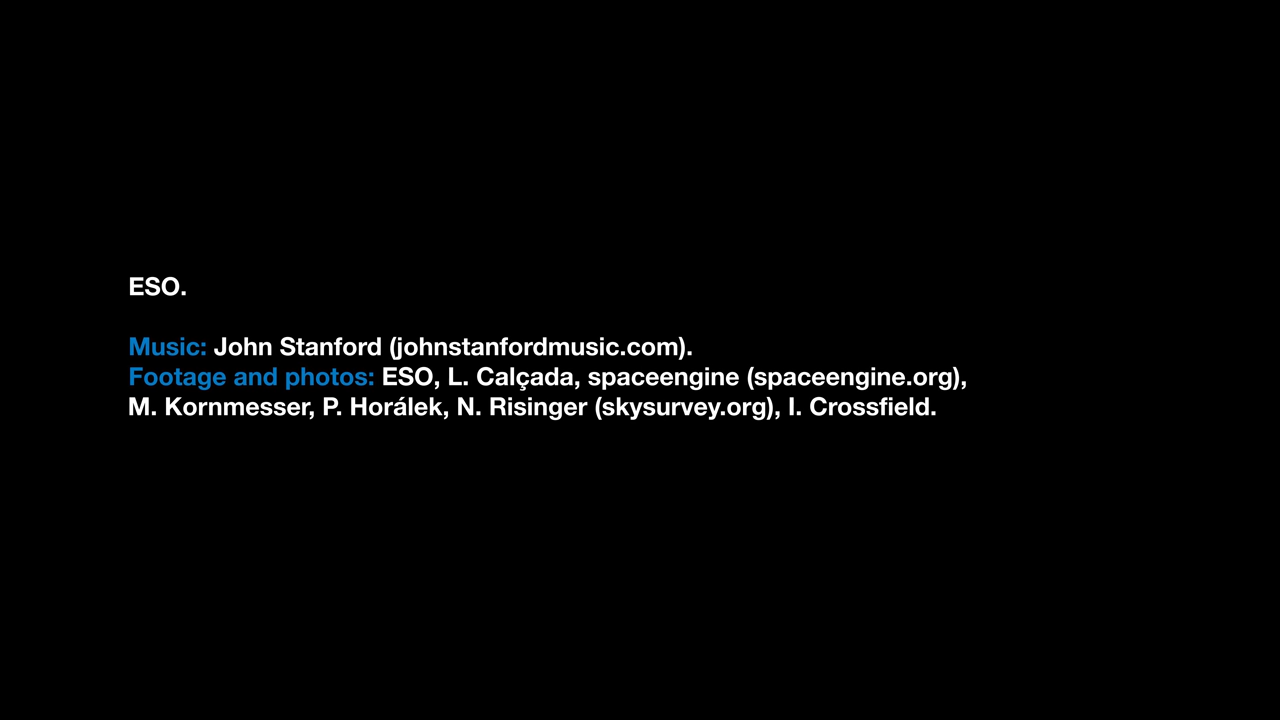 ESO.
Music: John Stanford (johnstanfordmusic.com).
Footage and photos: ESO, L. Calçada, spaceengine (spaceengine.org),
M. Kornmesser, P. Horálek, N. Risinger (skysurvey.org), I. Crossfield.